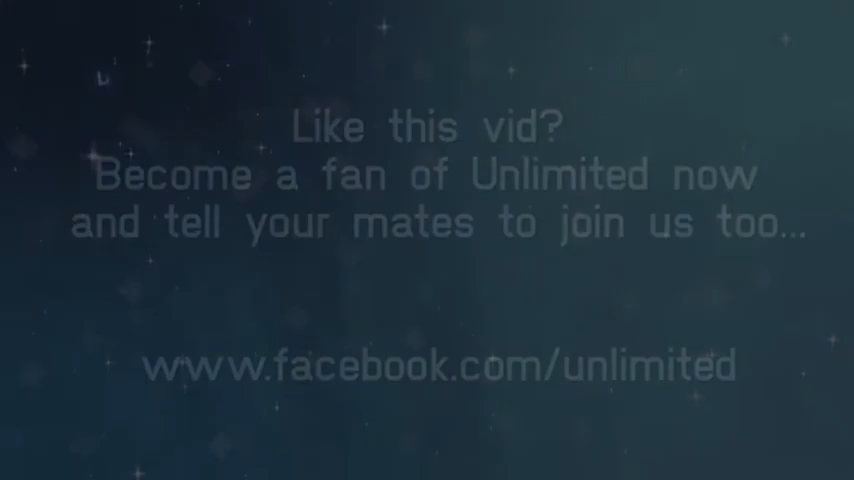 Like this vid?
Become a fan of Unlimited now
and tell your mates to join us too...
www.facebook.com/unlimited